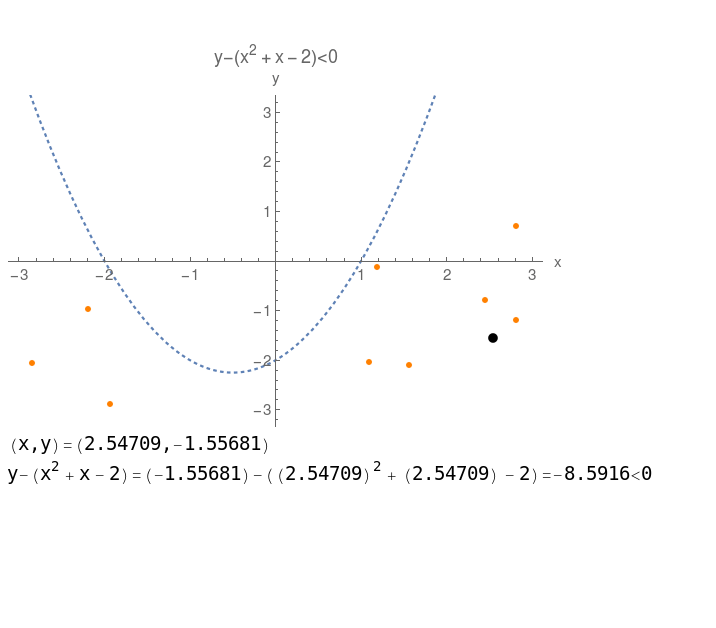 y−(x² + x − 2)<0
y
3
2
1
−3 −2 −1 1 2 3 x
−1
−2
−3
(x,y) = (2.54709,−1.55681)
y−(x² + x − 2) = (−1.55681) − ((2.54709)² + (2.54709) − 2) =−8.5916<0